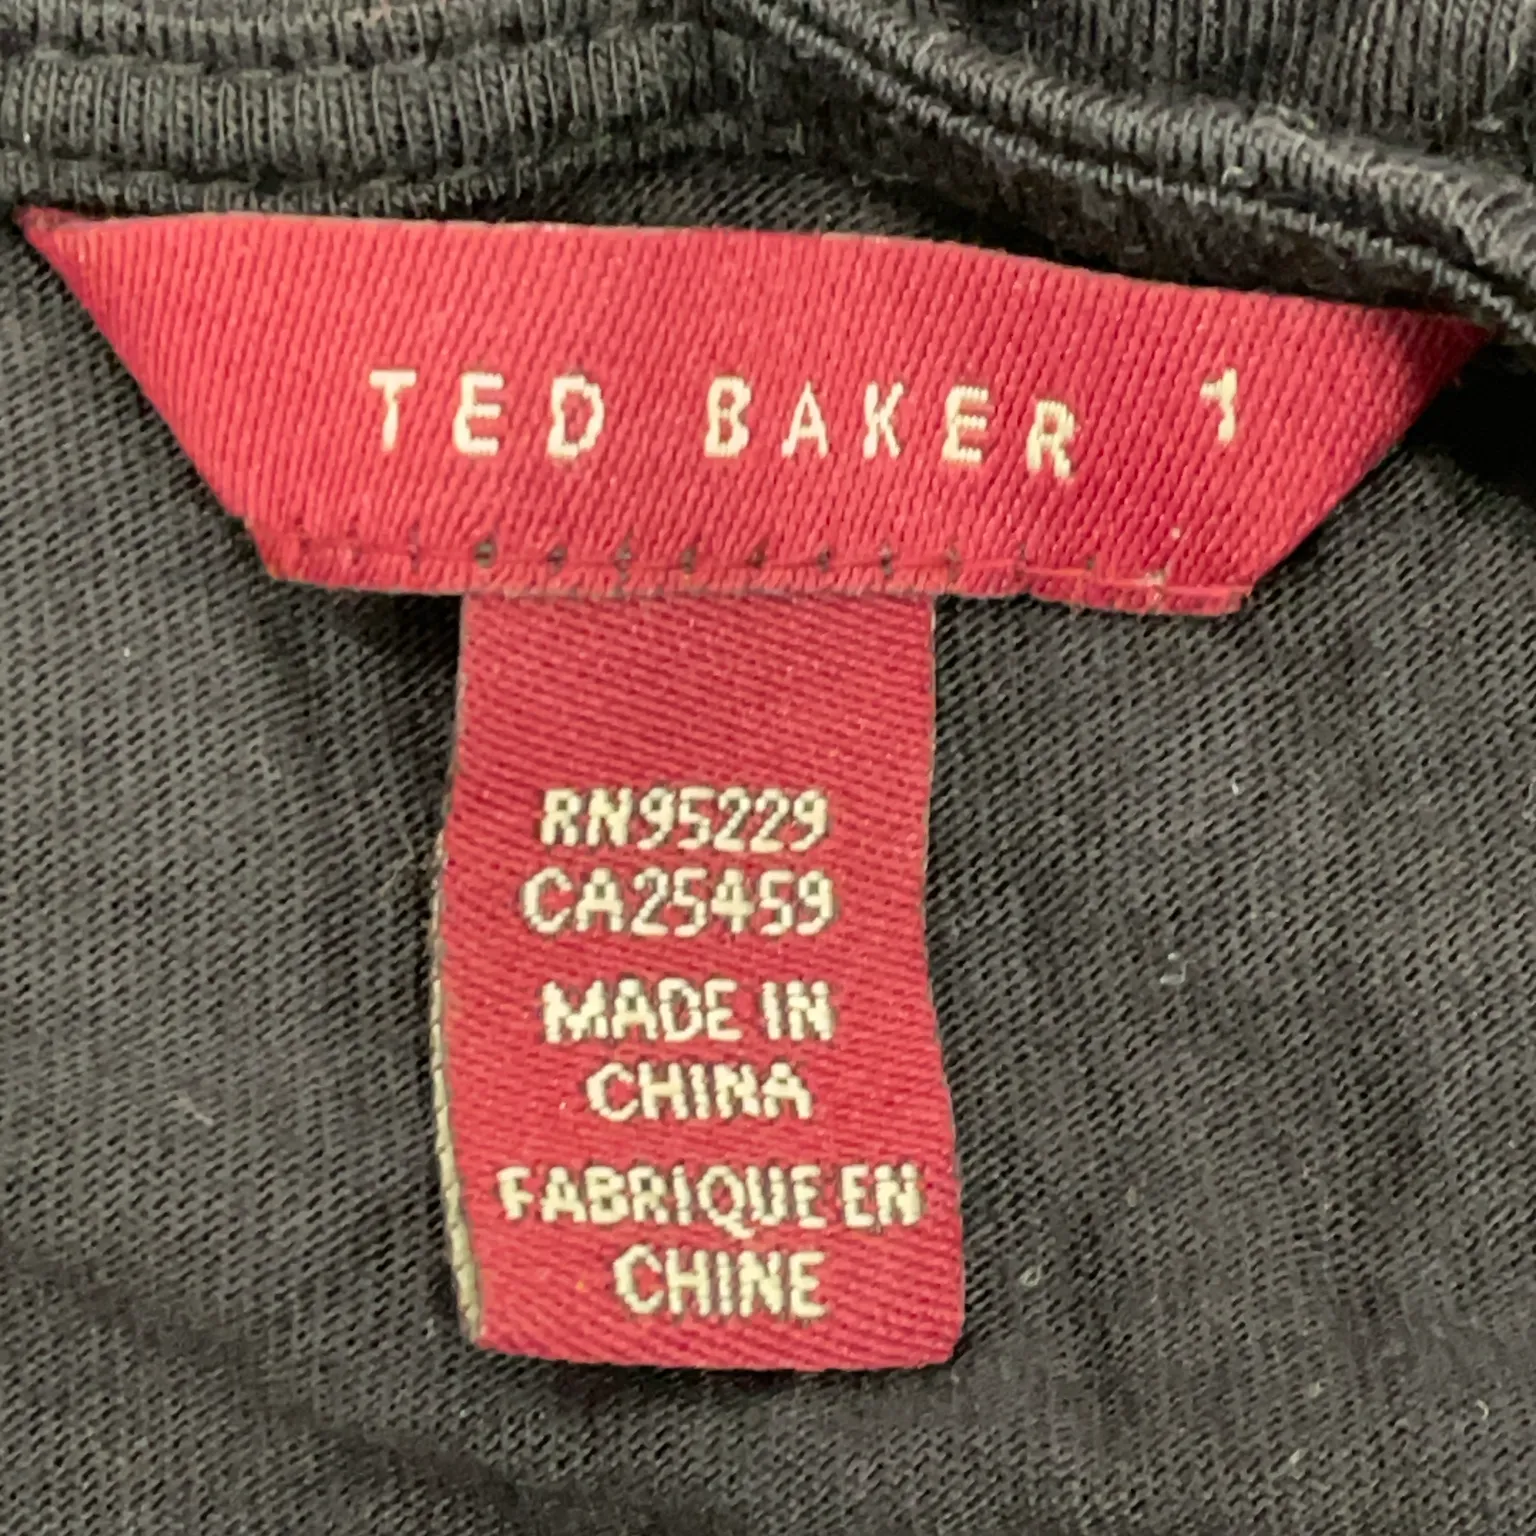 TED BAKER 1
RN95229
CA25459
MADE IN
CHINA
FABRIQUE EN
CHINE